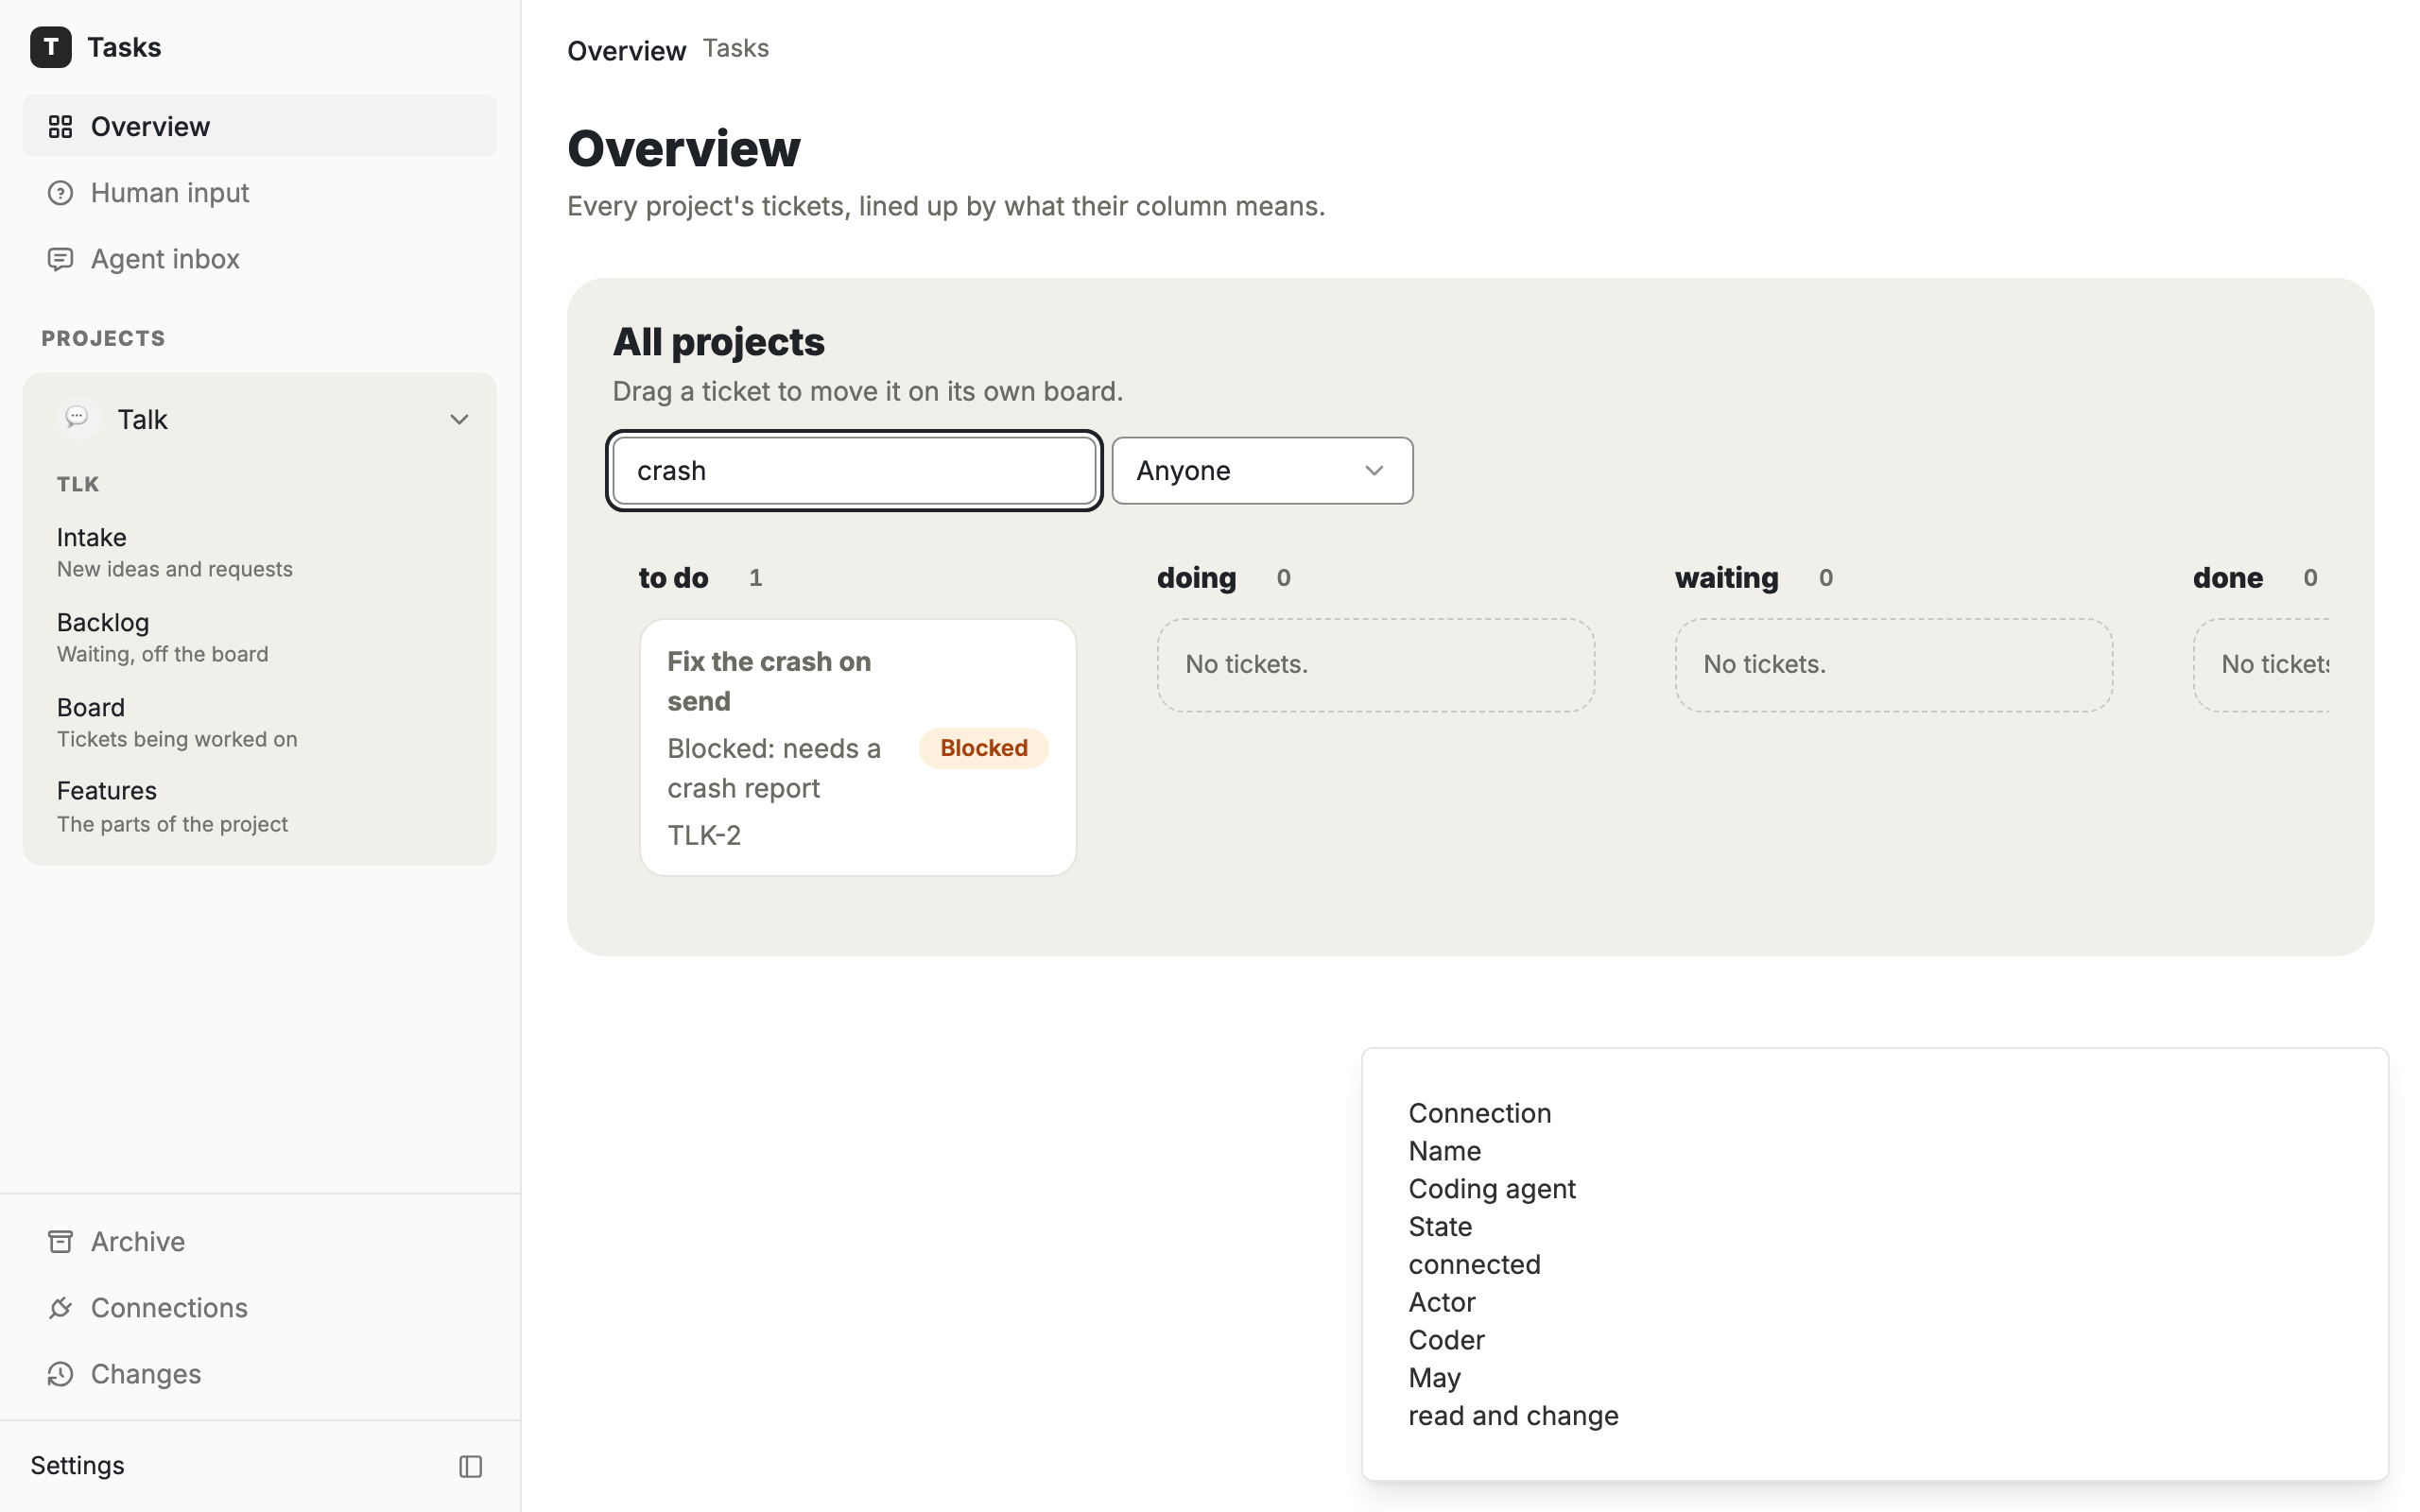 T Tasks
Overview
Human input
Agent inbox
PROJECTS
Talk
TLK
Intake
New ideas and requests
Backlog
Waiting, off the board
Board
Tickets being worked on
Features
The parts of the project
Archive
Connections
Changes
Settings
Overview Tasks
Overview
Every project's tickets, lined up by what their column means.
All projects
Drag a ticket to move it on its own board.
crash
Anyone
to do 1
Fix the crash on
send
Blocked: needs a
crash report
Blocked
TLK-2
doing 0
No tickets.
waiting 0
No tickets.
done 0
No tickets
Connection
Name
Coding agent
State
connected
Actor
Coder
May
read and change